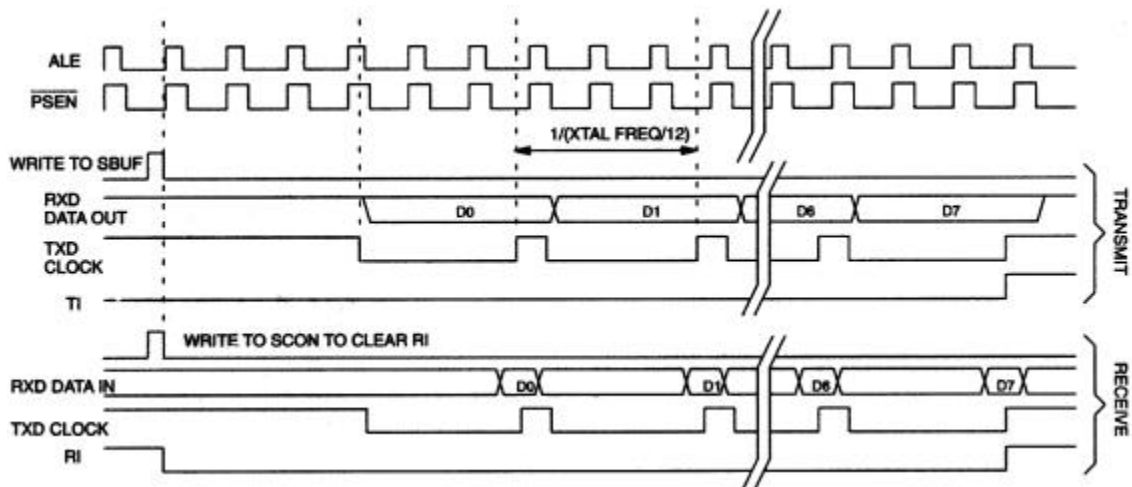 ALE
PSEN
1/(XTAL FREQ/12)
WRITE TO SBUF
RXD
DATA OUT
D0
D1
D6
D7
TXD
CLOCK
TI
TRANSMIT
WRITE TO SCON TO CLEAR RI
RXD DATA IN
D0
D1
D6
D7
TXD CLOCK
RI
RECEIVE